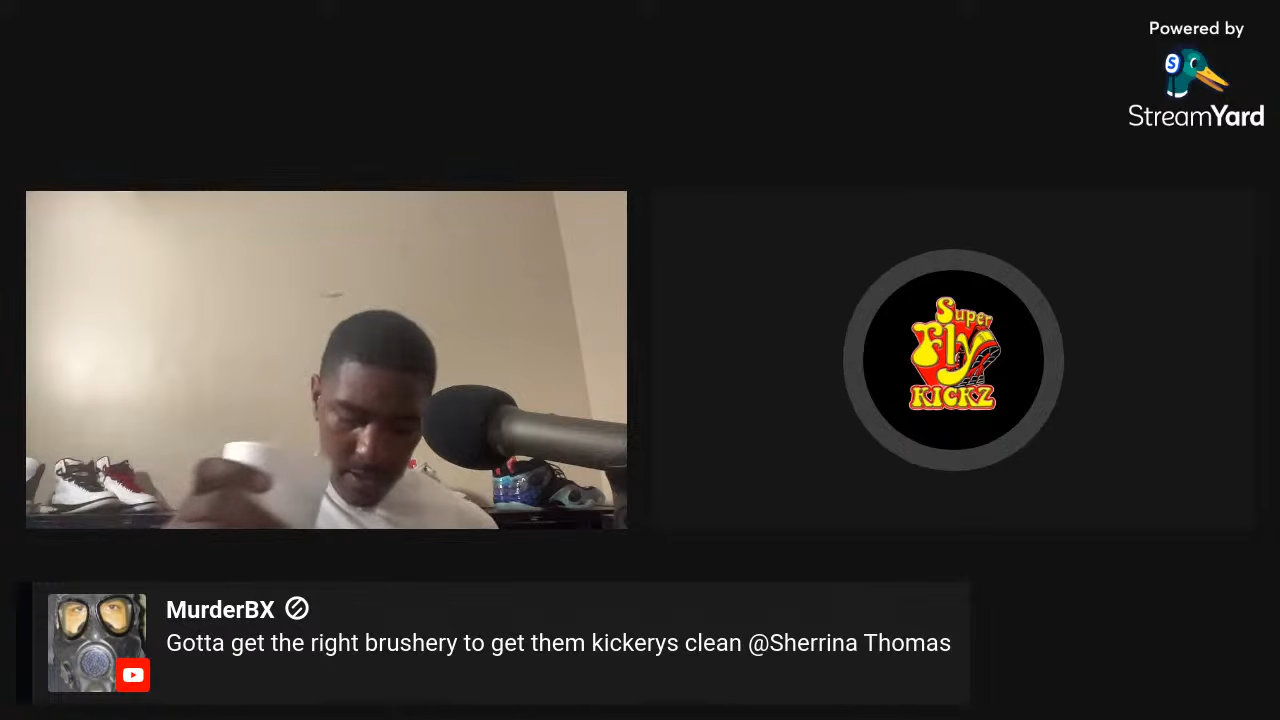 Powered by
S
StreamYard
Super
Fly
KICKZ
MurderBX
Gotta get the right brushery to get them kickerys clean @Sherrina Thomas